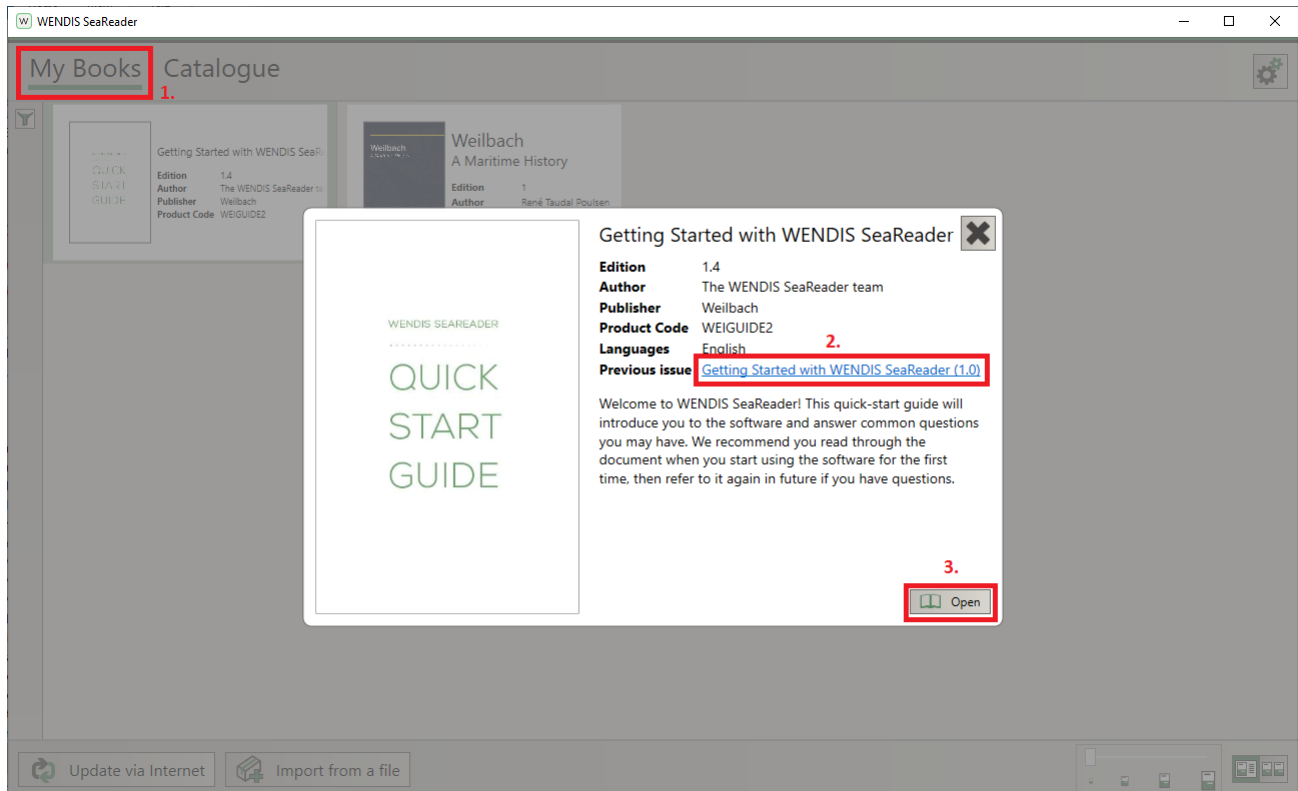 WENDIS SeaReader
My Books Catalogue
1.
Getting Started with WENDIS SeaR
Edition 1.4
Author The WENDIS SeaReader
Publisher Weilbach
Product Code WEIGUIDE2
QUICK
START
GUIDE
Weilbach
Weilbach
A Maritime History
Edition 1
Author René Taudal Poulsen
Getting Started with WENDIS SeaReader
Edition 1.4
Author The WENDIS SeaReader team
Publisher Weilbach
Product Code WEIGUIDE2
Languages English
2.
Previous issue Getting Started with WENDIS SeaReader (1.0)
Welcome to WENDIS SeaReader! This quick-start guide will
introduce you to the software and answer common questions
you may have. We recommend you read through the
document when you start using the software for the first
time, then refer to it again in future if you have questions.
WENDIS SEAREADER
QUICK
START
GUIDE
3.
Open
Update via Internet Import from a file